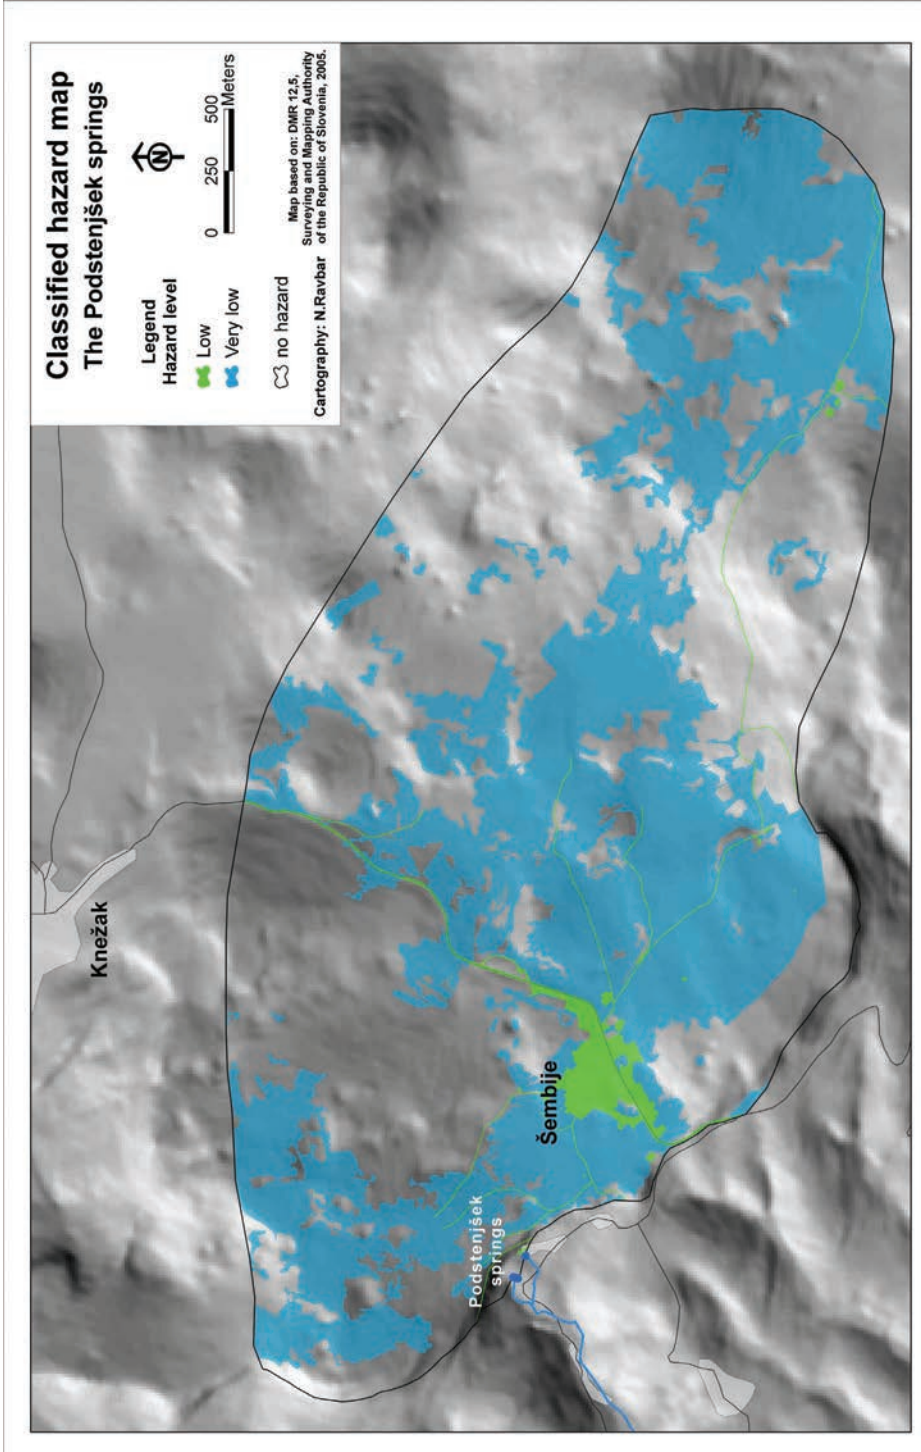 Classified hazard map
The Podstenjšek springs
Legend
Hazard level
Low
Very low
no hazard
N
0 250 500
Meters
Map based on: DMR 12,5,
Surveying and Mapping Authority
of the Republic of Slovenia, 2005.
Cartography: N.Ravbar
Knežak
Šembije
Podstenjšek
springs